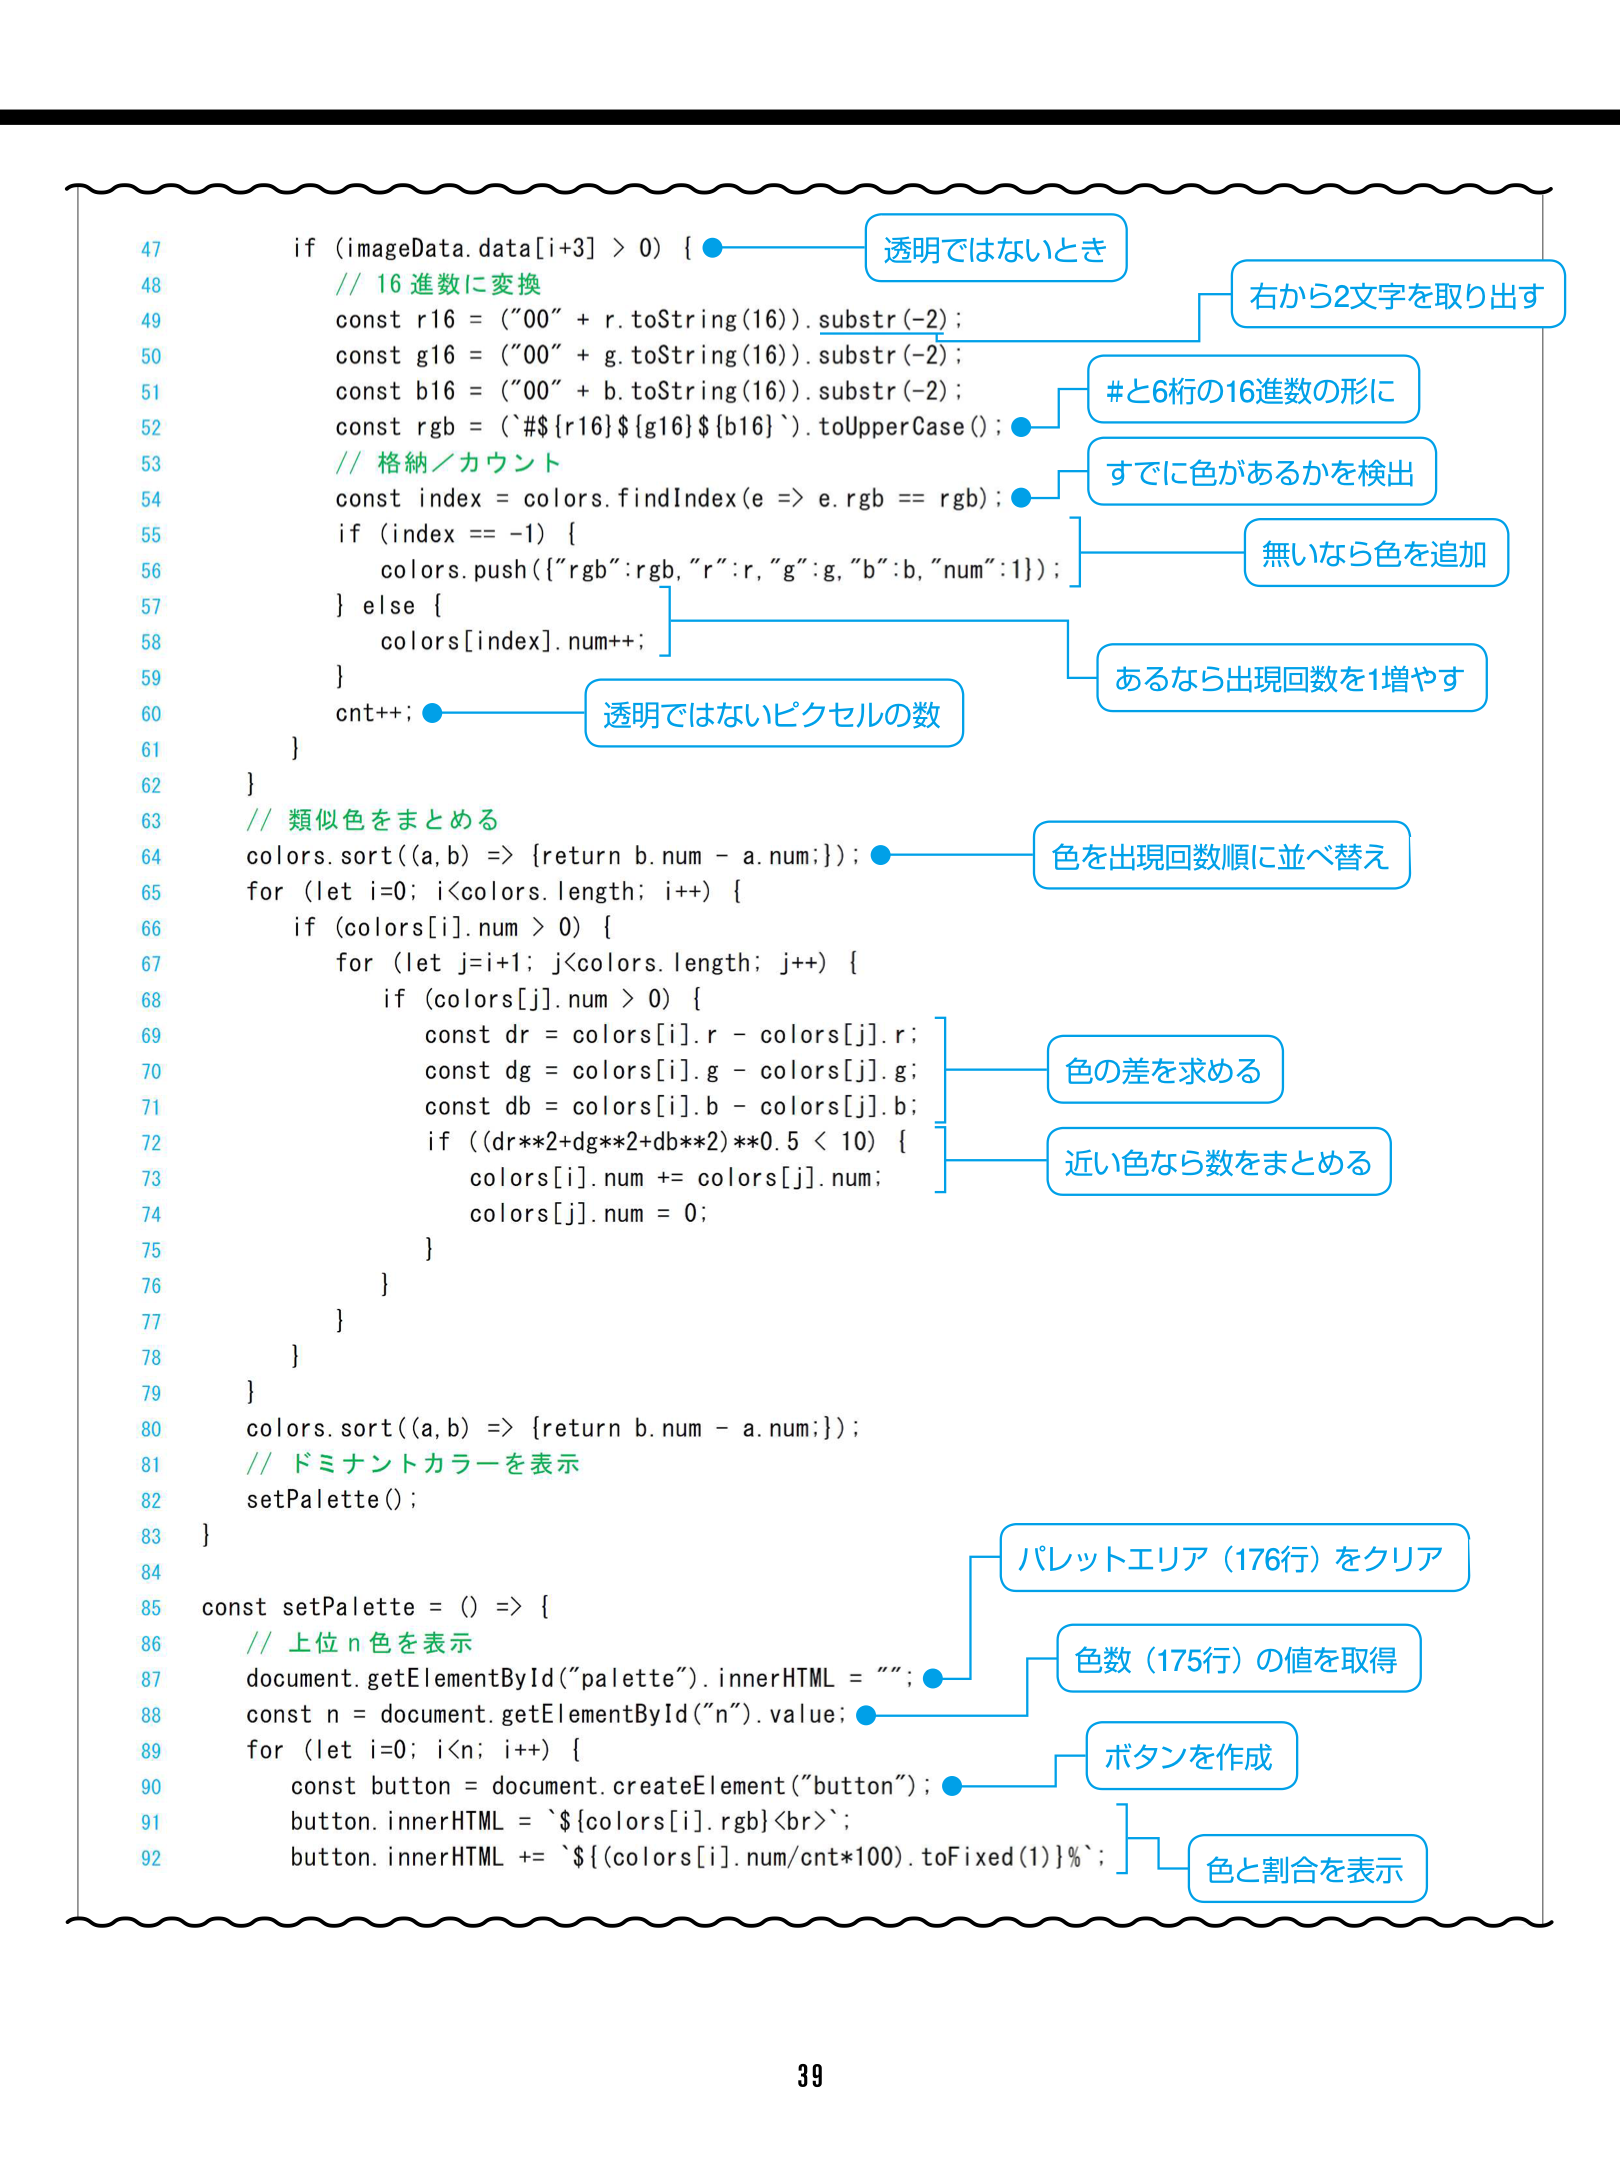 47 if (imageData.data[i+3] > 0) { 透明ではないとき
48 // 16進数に変換
右から2文字を取り出す
49 const r16 = ("00" + r.toString(16)).substr(-2);
50 const g16 = ("00" + g.toString(16)).substr(-2);
51 const b16 = ("00" + b.toString(16)).substr(-2);
#と6桁の16進数の形に
52 const rgb = (`#${r16}${g16}${b16}`).toUpperCase();
53 // 格納／カウント
すでに色があるかを検出
54 const index = colors.findIndex(e => e.rgb == rgb);
55 if (index == -1) {
無いなら色を追加
56 colors.push({"rgb":rgb,"r":r,"g":g,"b":b,"num":1});
57 } else {
58 colors[index].num++;
あるなら出現回数を1増やす
59 }
60 cnt++; 透明ではないピクセルの数
61 }
62 }
63 // 類似色をまとめる
64 colors.sort((a,b) => {return b.num - a.num;}); 色を出現回数順に並べ替え
65 for (let i=0; i<colors.length; i++) {
66 if (colors[i].num > 0) {
67 for (let j=i+1; j<colors.length; j++) {
68 if (colors[j].num > 0) {
69 const dr = colors[i].r - colors[j].r;
70 const dg = colors[i].g - colors[j].g; 色の差を求める
71 const db = colors[i].b - colors[j].b;
72 if ((dr**2+dg**2+db**2)**0.5 < 10) {
近い色なら数をまとめる
73 colors[i].num += colors[j].num;
74 colors[j].num = 0;
75 }
76 }
77 }
78 }
79 }
80 colors.sort((a,b) => {return b.num - a.num;});
81 // ドミナントカラーを表示
82 setPalette();
83 }
パレットエリア（176行）をクリア
84
85 const setPalette = () => {
86 // 上位n色を表示
色数（175行）の値を取得
87 document.getElementById("palette").innerHTML = "";
88 const n = document.getElementById("n").value;
89 for (let i=0; i<n; i++) {
ボタンを作成
90 const button = document.createElement("button");
91 button.innerHTML = `${colors[i].rgb}<br>`;
92 button.innerHTML += `${(colors[i].num/cnt*100).toFixed(1)}%`;
色と割合を表示
39